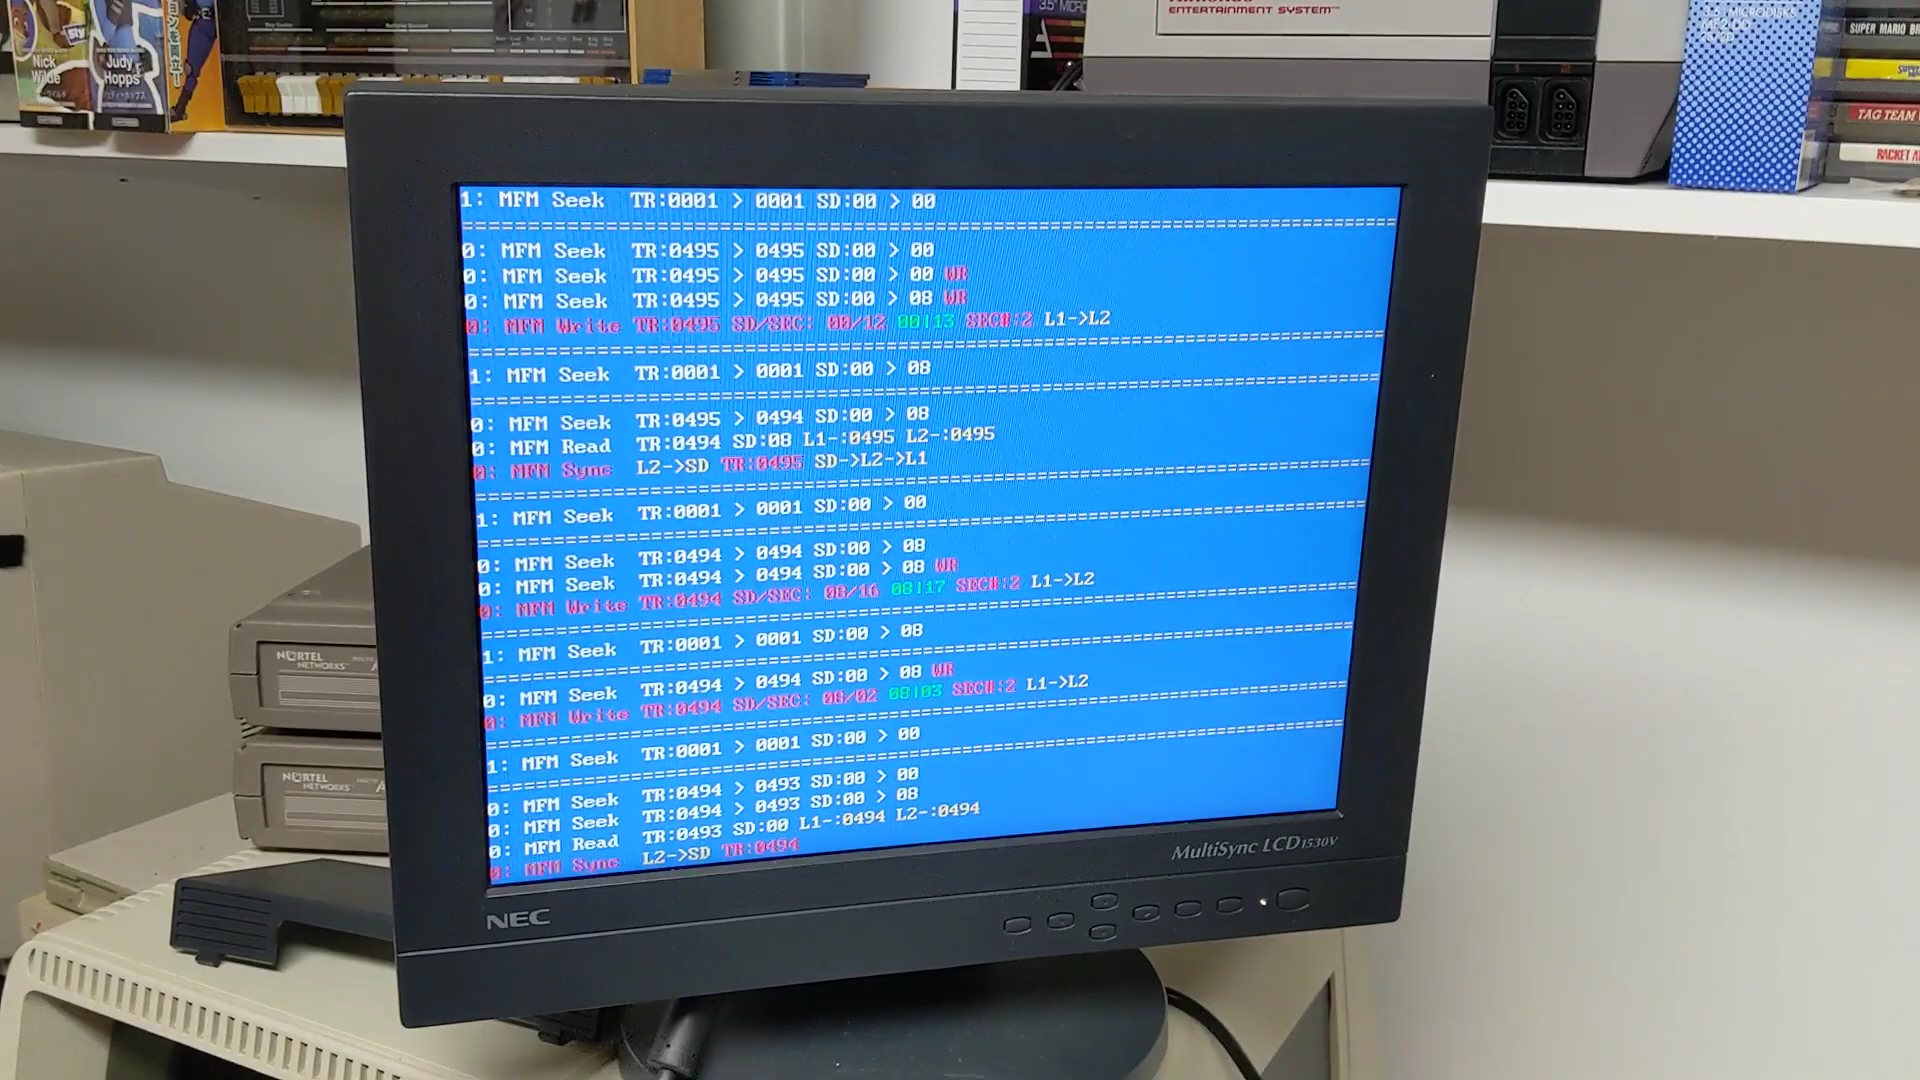 Nick
Wilde
Judy
Hopps
sty
3.5" MICRO
ENTERTAINMENT SYSTEM™
3.5" MICRODISKS
SUPER MARIO BR
TAG TEAM
RACKET AT
1: MFM Seek TR:0001 > 0001 SD:00 > 00
0: MFM Seek TR:0495 > 0495 SD:00 > 00
0: MFM Seek TR:0495 > 0495 SD:00 > 00 WR
0: MFM Seek TR:0495 > 0495 SD:00 > 08 WR
0: MFM Write TR:0495 SD/SEC: 00/12 00|13 SEC#:2 L1->L2
1: MFM Seek TR:0001 > 0001 SD:00 > 08
0: MFM Seek TR:0495 > 0494 SD:00 > 08
0: MFM Read TR:0494 SD:08 L1-:0495 L2-:0495
0: MFM Sync L2->SD TR:0495 SD->L2->L1
1: MFM Seek TR:0001 > 0001 SD:00 > 00
0: MFM Seek TR:0494 > 0494 SD:00 > 08
0: MFM Seek TR:0494 > 0494 SD:00 > 08 WR
0: MFM Write TR:0494 SD/SEC: 08/16 08|17 SEC#:2 L1->L2
1: MFM Seek TR:0001 > 0001 SD:00 > 08
0: MFM Seek TR:0494 > 0494 SD:00 > 08 WR
0: MFM Write TR:0494 SD/SEC: 08/02 08|03 SEC#:2 L1->L2
1: MFM Seek TR:0001 > 0001 SD:00 > 00
0: MFM Seek TR:0494 > 0493 SD:00 > 00
0: MFM Seek TR:0494 > 0493 SD:00 > 08
0: MFM Read TR:0493 SD:00 L1-:0494 L2-:0494
0: MFM Sync L2->SD TR:0494
MultiSync LCD1530V
NEC
NORTEL
NETWORKS™
NORTEL
NETWORKS™